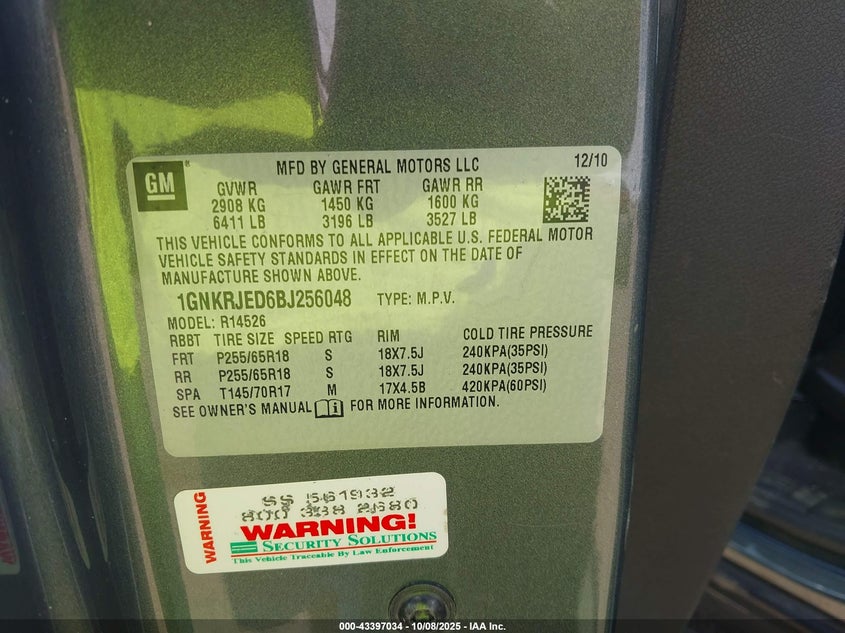 GM
MFD BY GENERAL MOTORS LLC 12/10
GVWR GAWR FRT GAWR RR
2908 KG 1450 KG 1600 KG
6411 LB 3196 LB 3527 LB
THIS VEHICLE CONFORMS TO ALL APPLICABLE U.S. FEDERAL MOTOR
VEHICLE SAFETY STANDARDS IN EFFECT ON THE DATE OF
MANUFACTURE SHOWN ABOVE.
1GNKRJED6BJ256048 TYPE: M.P.V.
MODEL: R14526
RBBT TIRE SIZE SPEED RTG RIM COLD TIRE PRESSURE
FRT P255/65R18 S 18X7.5J 240KPA(35PSI)
RR P255/65R18 S 18X7.5J 240KPA(35PSI)
SPA T145/70R17 M 17X4.5B 420KPA(60PSI)
SEE OWNER'S MANUAL FOR MORE INFORMATION.
WARNING
SS 561932
800 338 2680
WARNING!
SECURITY SOLUTIONS
This Vehicle Traceable By Law Enforcement
000-43397034 - 10/08/2025 - IAA Inc.